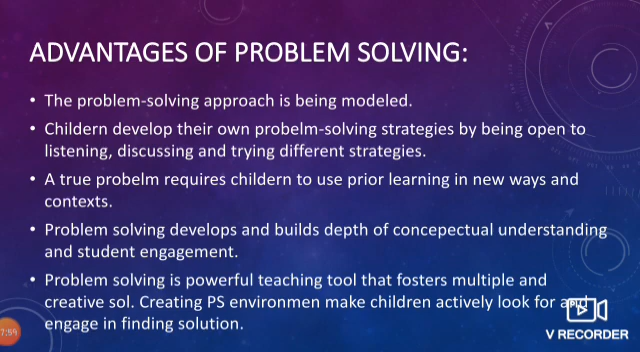 ADVANTAGES OF PROBLEM SOLVING:
• The problem-solving approach is being modeled.
• Childern develop their own probelm-solving strategies by being open to
listening, discussing and trying different strategies.
• A true probelm requires childern to use prior learning in new ways and
contexts.
• Problem solving develops and builds depth of concepectual understanding
and student engagement.
• Problem solving is powerful teaching tool that fosters multiple and
creative sol. Creating PS environmen make children actively look for and
engage in finding solution.
7:59
V RECORDER